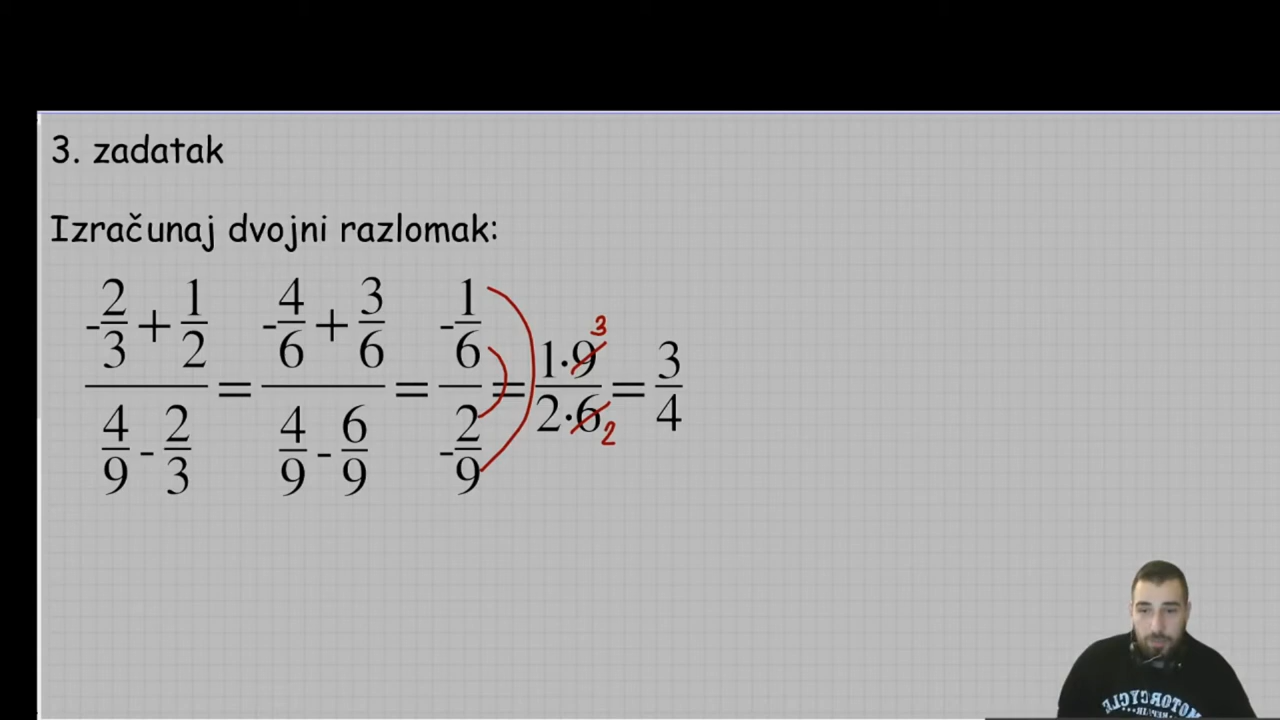 3. zadatak
Izračunaj dvojni razlomak:
(-2/3 + 1/2)/(4/9 - 2/3) = (-4/6 + 3/6)/(4/9 - 6/9) = (-1/6)/(-2/9) = (1·9)/(2·6) = 3/4
3
2
MOTORCYCLE